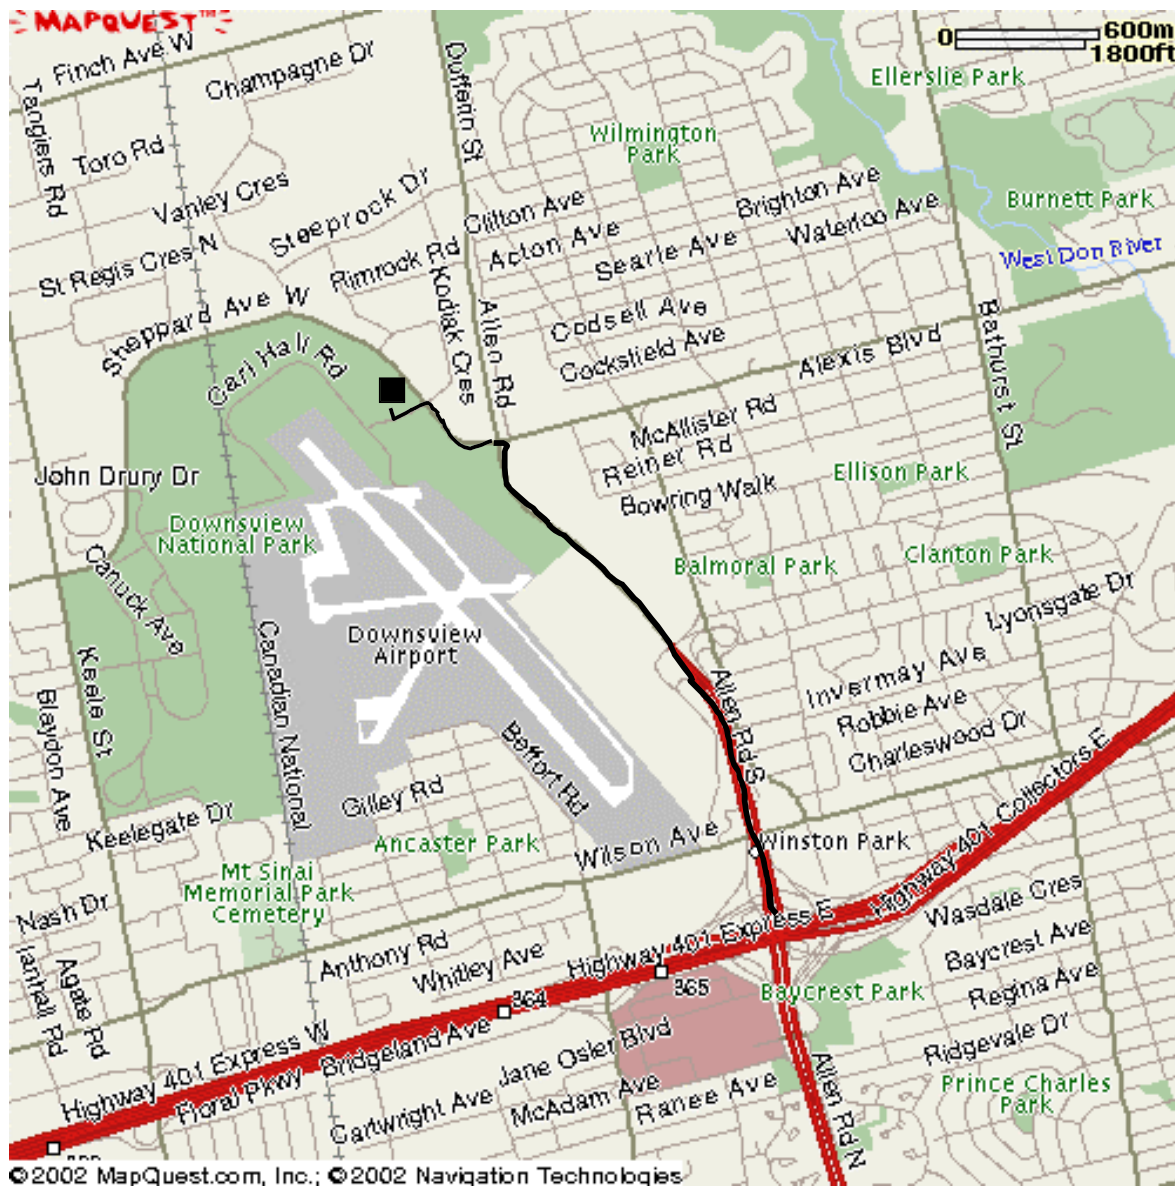 MAPQUEST™
0 600m
1800ft
Finch Ave W
Champagne Dr
Dufferin St
Ellerslie Park
Tangiers Rd
Toro Rd
Wilmington
Park
Vanley Cres
Steeprock Dr
Clifton Ave
Brighton Ave
Burnett Park
St Regis Cres N
Rimrock Rd
Acton Ave
Searle Ave
Waterloo Ave
West Don River
Sheppard Ave W
Kodiak Cres
Allen Rd
Codsell Ave
Bathurst St
Carl Hall Rd
Cocksfield Ave
Alexis Blvd
McAllister Rd
Reiner Rd
John Drury Dr
Bowring Walk
Ellison Park
Downsview
National Park
Canuck Ave
Balmoral Park
Clanton Park
Lyonsgate Dr
Downsview
Airport
Keele St
Canadian National
Blaydon Ave
Allen Rd S
Invermay Ave
Robbie Ave
Charleswood Dr
Beffort Rd
Gilley Rd
Keelegate Dr
Ancaster Park
Wilson Ave
Winston Park
Highway 401 Collectors E
Mt Sinai
Memorial Park
Cemetery
Nash Dr
Wasdale Cres
Anthony Rd
Whitley Ave
Highway 401 Express E
Baycrest Ave
Agate Rd
365
Baycrest Park
Regina Ave
364
Highway 401 Express W
Bridgeland Ave
Jane Osler Blvd
Ridgevale Dr
Floral Pkwy
Cartwright Ave
McAdam Ave
Ranee Ave
Allen Rd N
Prince Charles
Park
©2002 MapQuest.com, Inc.; ©2002 Navigation Technologies